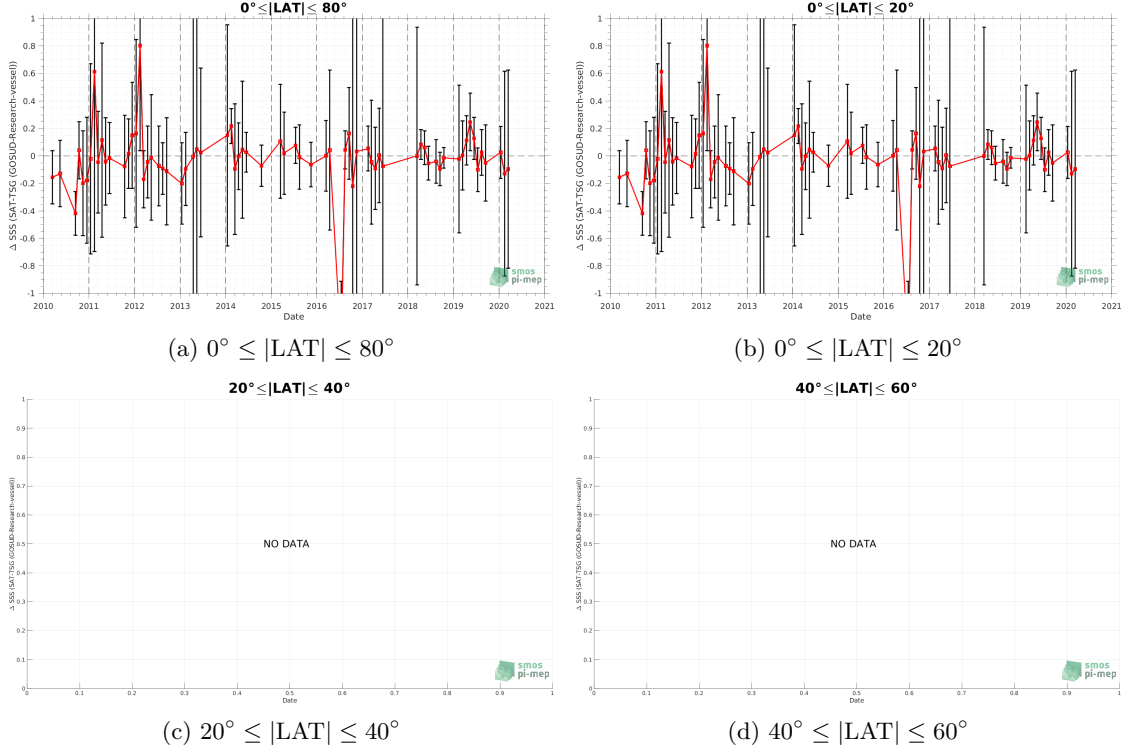 0°≤|LAT|≤ 80°
Δ SSS (SAT-TSG (GOSUD-Research-vessel))
1
0.8
0.6
0.4
0.2
0
-0.2
-0.4
-0.6
-0.8
-1
2010 2011 2012 2013 2014 2015 2016 2017 2018 2019 2020 2021
Date
smos
pi-mep
(a) 0° ≤ |LAT| ≤ 80°
0°≤|LAT|≤ 20°
Δ SSS (SAT-TSG (GOSUD-Research-vessel))
1
0.8
0.6
0.4
0.2
0
-0.2
-0.4
-0.6
-0.8
-1
2010 2011 2012 2013 2014 2015 2016 2017 2018 2019 2020 2021
Date
smos
pi-mep
(b) 0° ≤ |LAT| ≤ 20°
20°≤|LAT|≤ 40°
Δ SSS (SAT-TSG (GOSUD-Research-vessel))
1
0.9
0.8
0.7
0.6
0.5
0.4
0.3
0.2
0.1
0
NO DATA
0 0.1 0.2 0.3 0.4 0.5 0.6 0.7 0.8 0.9 1
Date
smos
pi-mep
(c) 20° ≤ |LAT| ≤ 40°
40°≤|LAT|≤ 60°
Δ SSS (SAT-TSG (GOSUD-Research-vessel))
1
0.9
0.8
0.7
0.6
0.5
0.4
0.3
0.2
0.1
0
NO DATA
0 0.1 0.2 0.3 0.4 0.5 0.6 0.7 0.8 0.9 1
Date
smos
pi-mep
(d) 40° ≤ |LAT| ≤ 60°